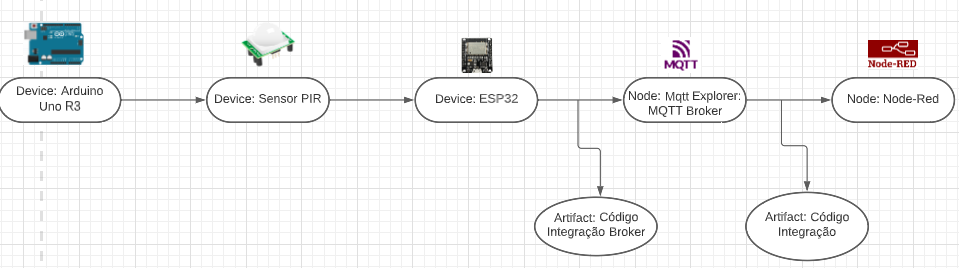 MQTT
Node-RED
Device: Arduino
Uno R3
Device: Sensor PIR
Device: ESP32
Node: Mqtt Explorer:
MQTT Broker
Node: Node-Red
Artifact: Código
Integração Broker
Artifact: Código
Integração